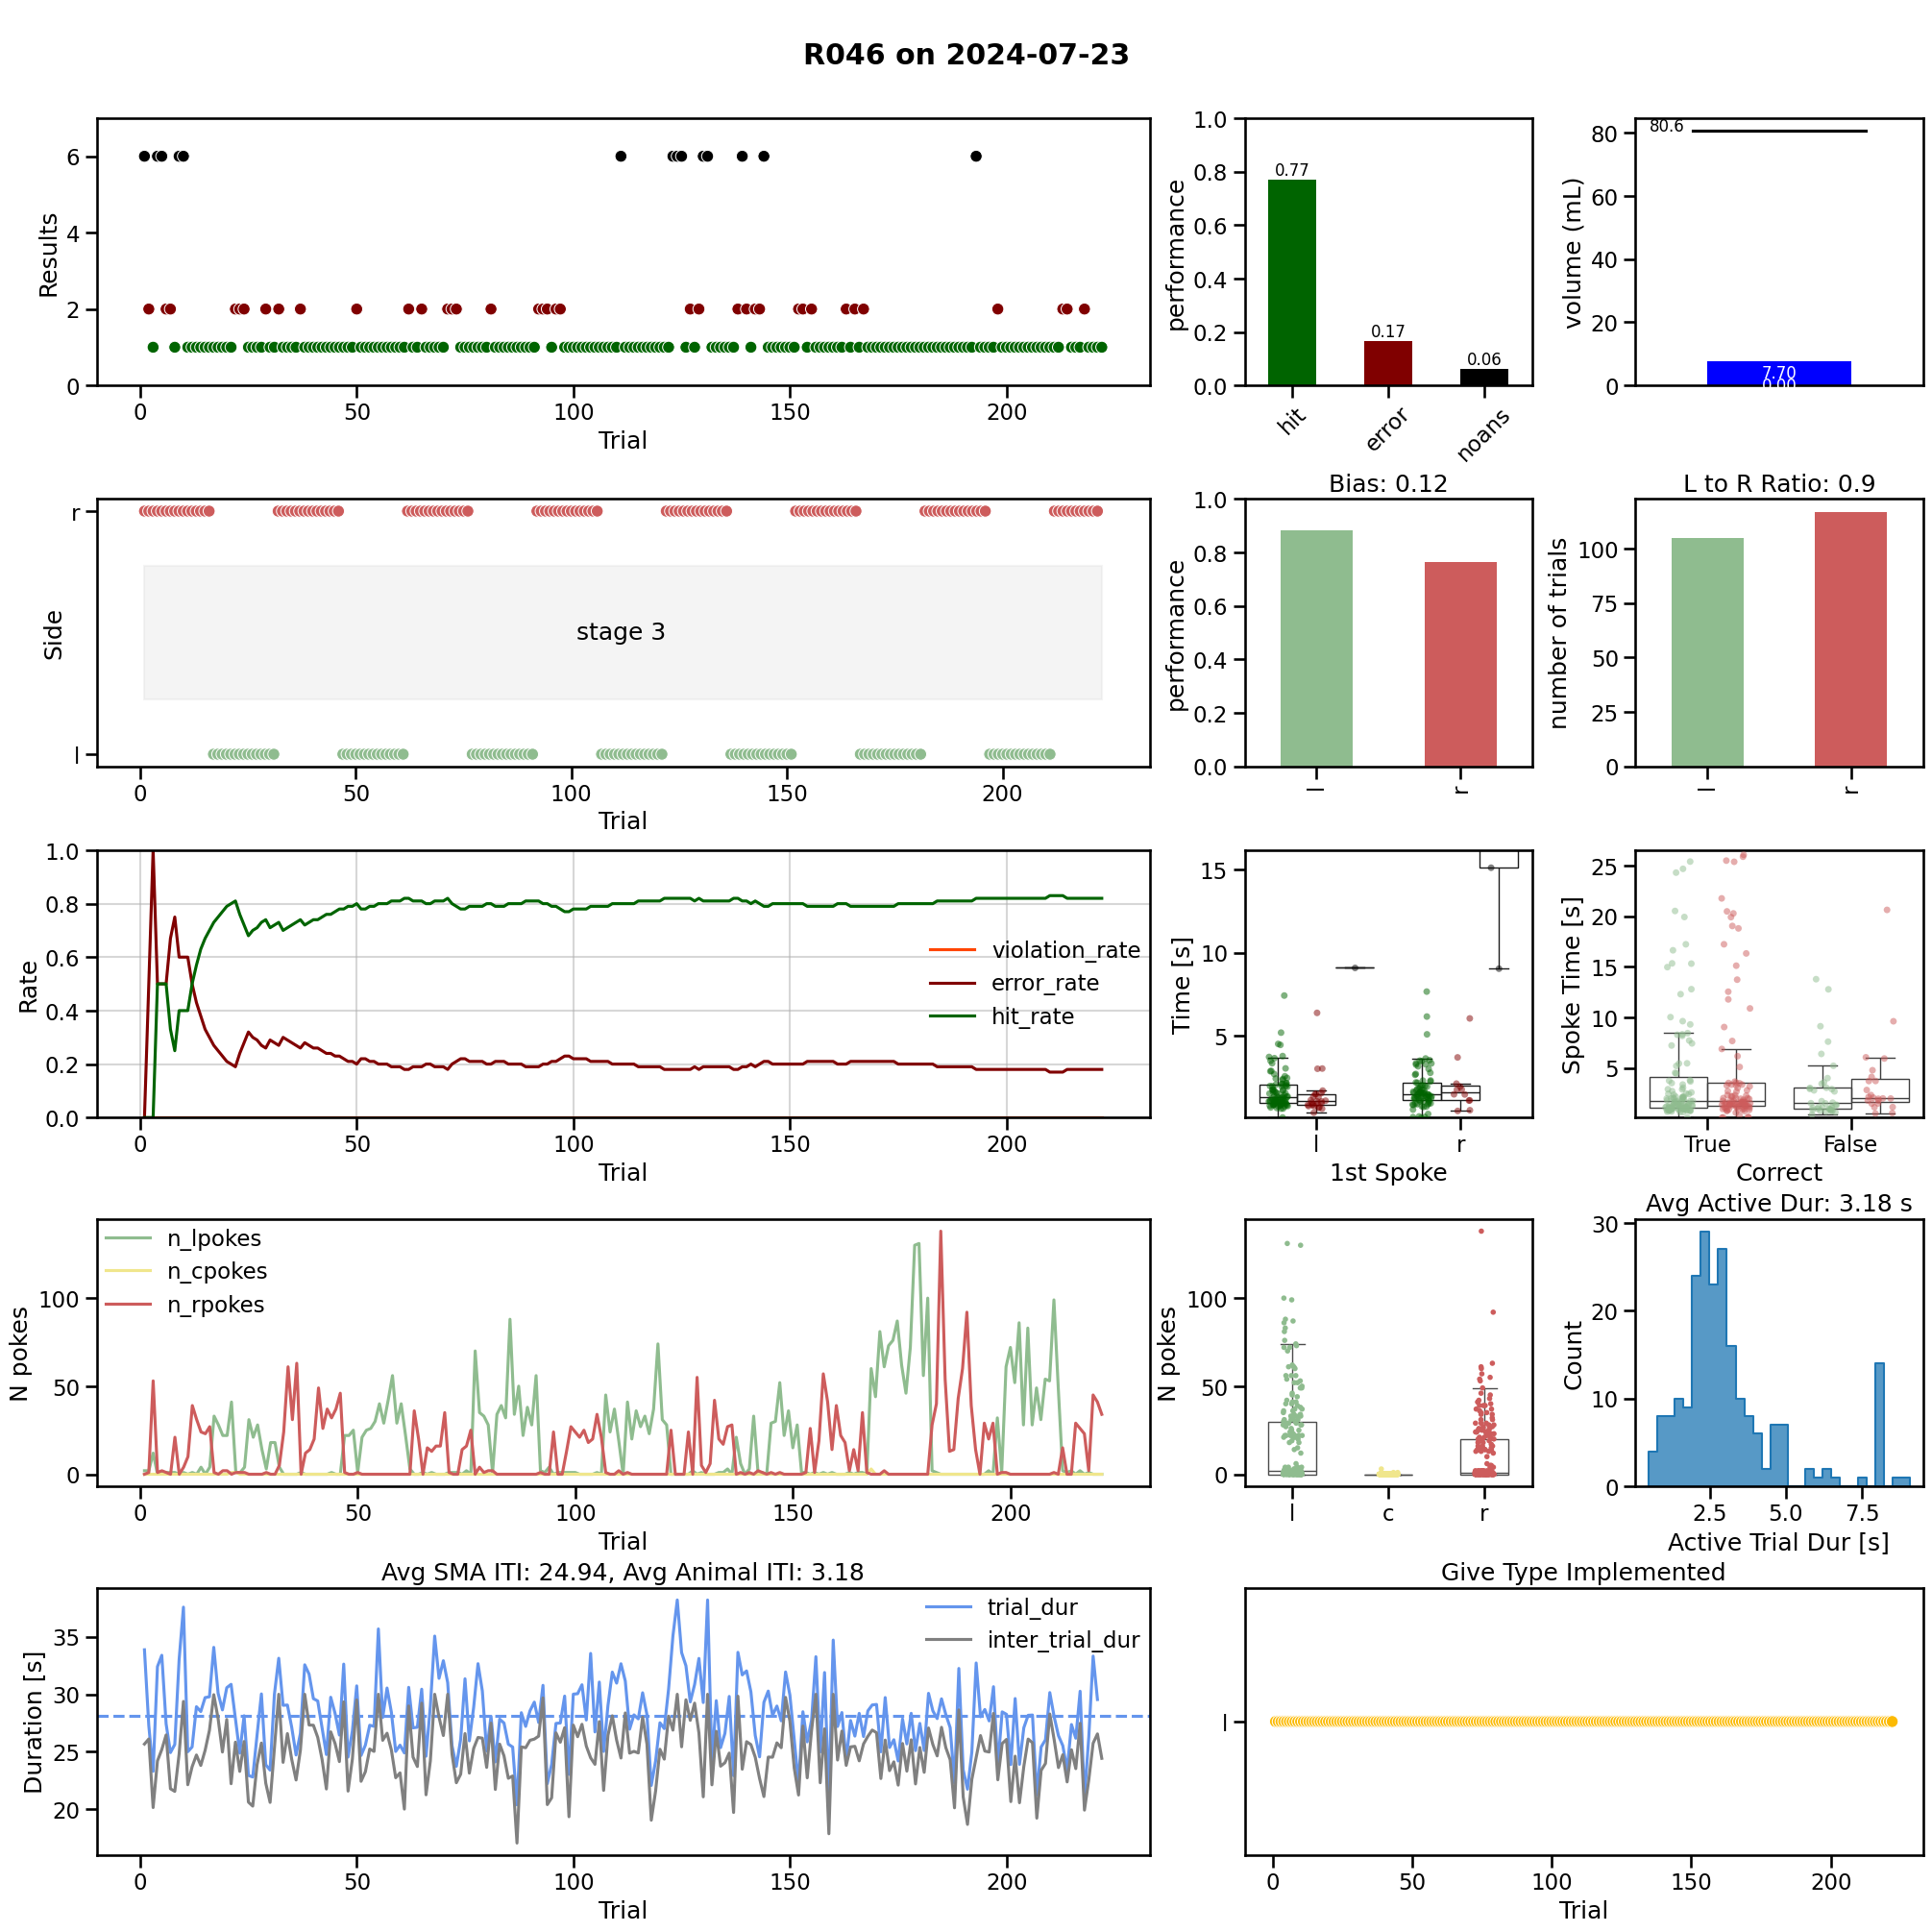 R046 on 2024-07-23
Results
6
4
2
0
0 50 100 150 200
Trial
performance
1.0
0.8
0.6
0.4
0.2
0.0
0.77
0.17
0.06
hit error noans
volume (mL)
80
60
40
20
0
80.6
7.70
0.00
Side
r
l
stage 3
0 50 100 150 200
Trial
Bias: 0.12
performance
1.0
0.8
0.6
0.4
0.2
0.0
l r
L to R Ratio: 0.9
number of trials
100
75
50
25
0
l r
Rate
1.0
0.8
0.6
0.4
0.2
0.0
violation_rate
error_rate
hit_rate
0 50 100 150 200
Trial
Time [s]
15
10
5
l r
1st Spoke
Spoke Time [s]
25
20
15
10
5
True False
Correct
N pokes
100
50
0
n_lpokes
n_cpokes
n_rpokes
0 50 100 150 200
Trial
N pokes
100
50
0
l c r
Avg Active Dur: 3.18 s
Count
30
20
10
0
2.5 5.0 7.5
Active Trial Dur [s]
Avg SMA ITI: 24.94, Avg Animal ITI: 3.18
Duration [s]
35
30
25
20
trial_dur
inter_trial_dur
0 50 100 150 200
Trial
Give Type Implemented
l
0 50 100 150 200
Trial